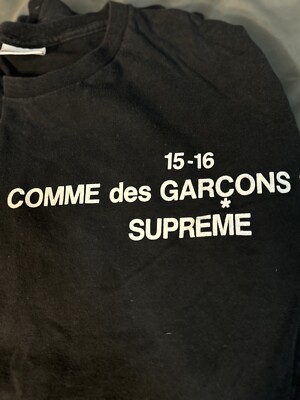 15-16
COMME des GARÇONS
*
SUPREME